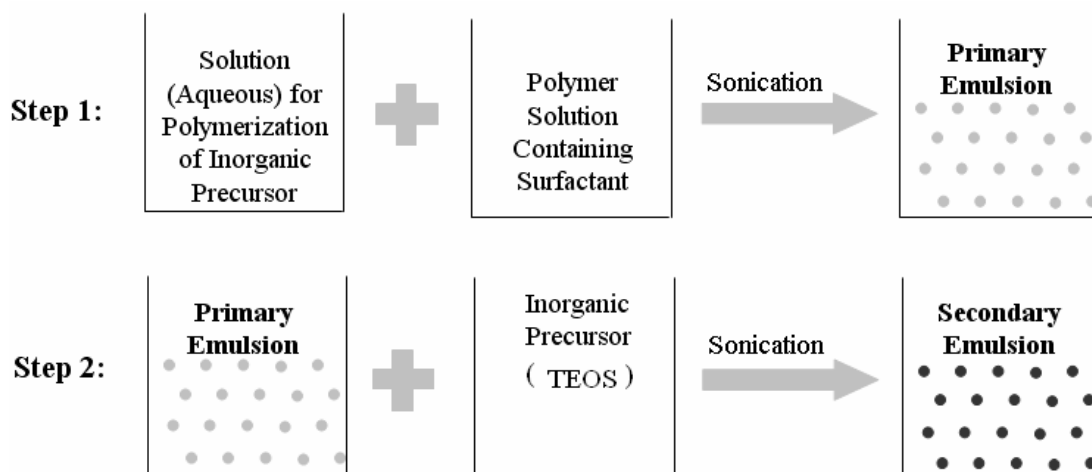 Step 1:
Solution
(Aqueous) for
Polymerization
of Inorganic
Precursor
Polymer
Solution
Containing
Surfactant
Sonication
Primary
Emulsion
Step 2:
Primary
Emulsion
Inorganic
Precursor
( TEOS )
Sonication
Secondary
Emulsion